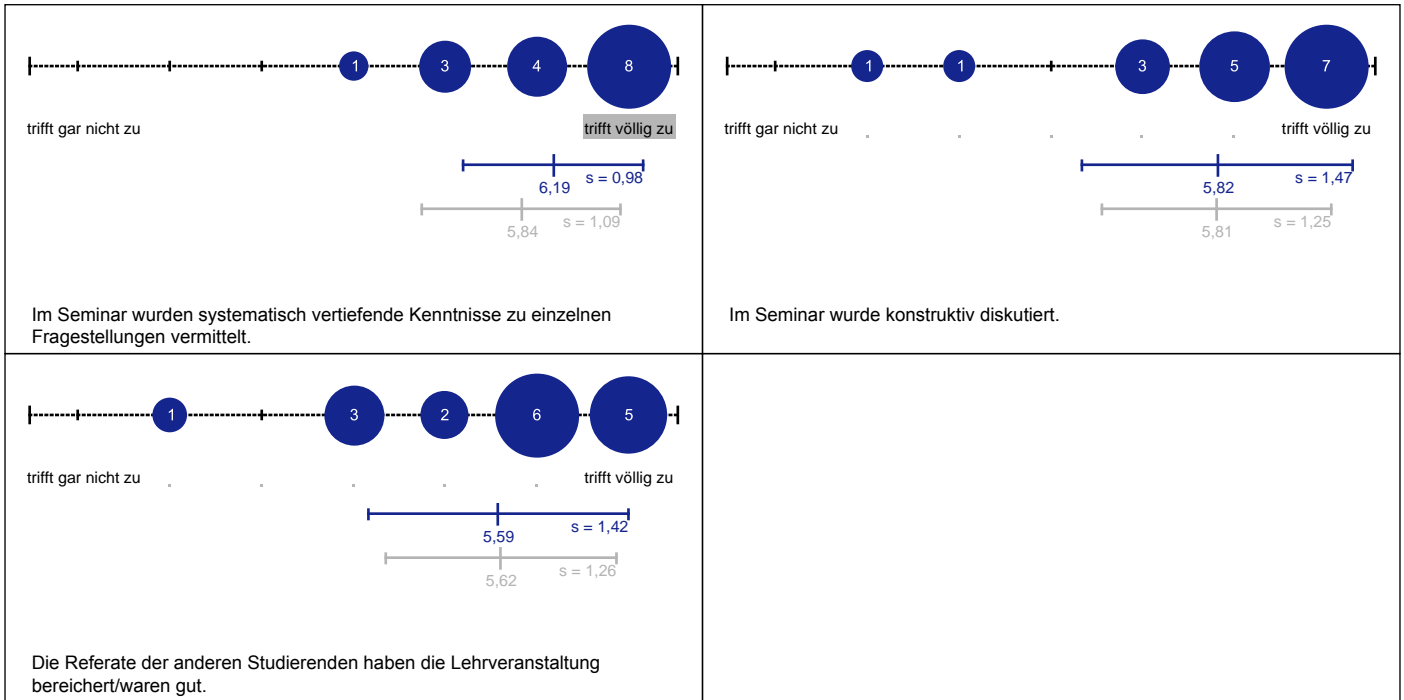 1 3 4 8
trifft gar nicht zu trifft völlig zu
s = 0,98
6,19
s = 1,09
5,84
Im Seminar wurden systematisch vertiefende Kenntnisse zu einzelnen
Fragestellungen vermittelt.
1 1 3 5 7
trifft gar nicht zu trifft völlig zu
s = 1,47
5,82
s = 1,25
5,81
Im Seminar wurde konstruktiv diskutiert.
1 3 2 6 5
trifft gar nicht zu trifft völlig zu
s = 1,42
5,59
s = 1,26
5,62
Die Referate der anderen Studierenden haben die Lehrveranstaltung
bereichert/waren gut.